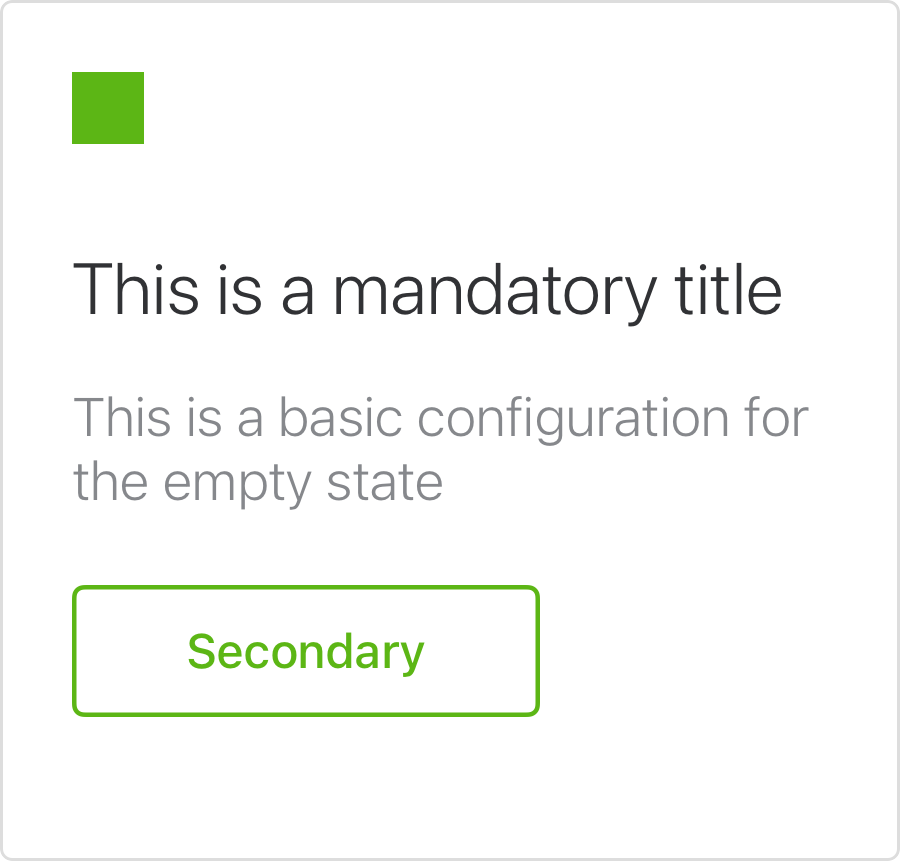 This is a mandatory title
This is a basic configuration for
the empty state
Secondary